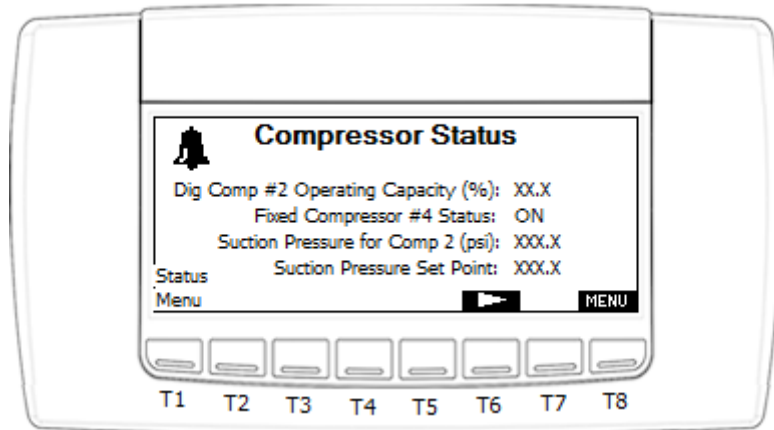 Compressor Status
Dig Comp #2 Operating Capacity (%): XX.X
Fixed Compressor #4 Status: ON
Suction Pressure for Comp 2 (psi): XXX.X
Suction Pressure Set Point: XXX.X
Status
Menu
MENU
T1 T2 T3 T4 T5 T6 T7 T8